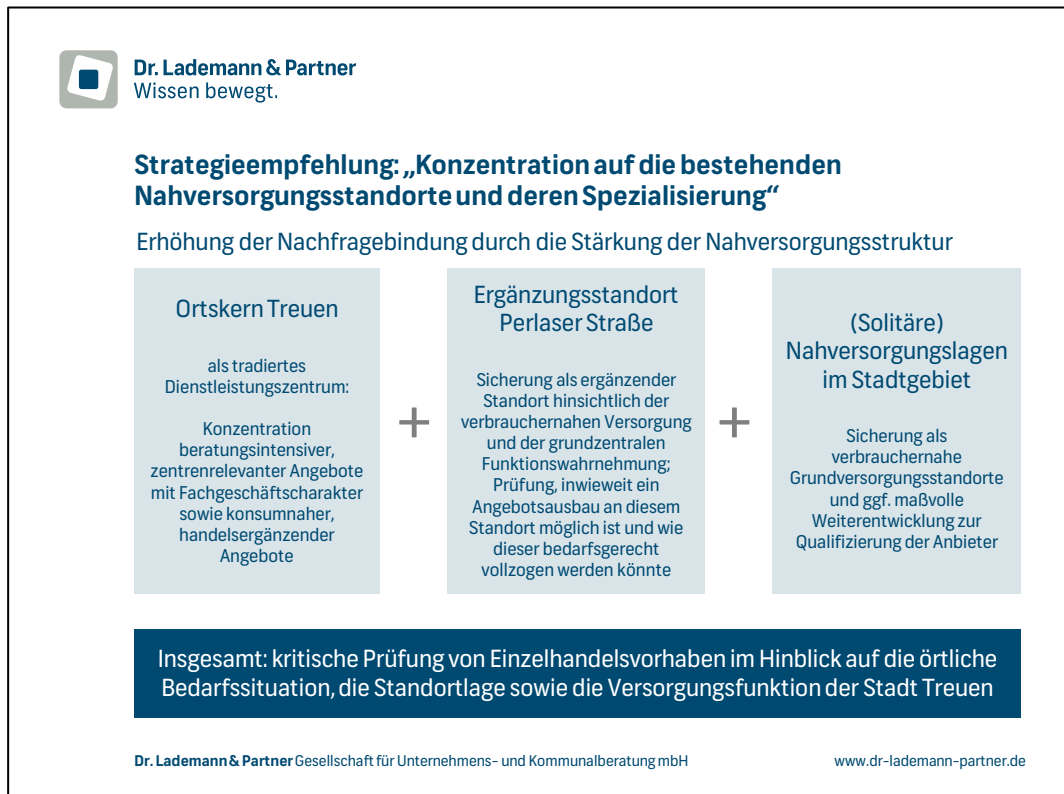 Dr. Lademann & Partner
Wissen bewegt.
Strategieempfehlung: „Konzentration auf die bestehenden
Nahversorgungsstandorte und deren Spezialisierung“
Erhöhung der Nachfragebindung durch die Stärkung der Nahversorgungsstruktur
Ortskern Treuen
als tradiertes
Dienstleistungszentrum:
Konzentration
beratungsintensiver,
zentrenrelevanter Angebote
mit Fachgeschäftscharakter
sowie konsumnaher,
handelsergänzender
Angebote
+
Ergänzungsstandort
Perlaser Straße
Sicherung als ergänzender
Standort hinsichtlich der
verbrauchernahen Versorgung
und der grundzentralen
Funktionswahrnehmung;
Prüfung, inwieweit ein
Angebotsausbau an diesem
Standort möglich ist und wie
dieser bedarfsgerecht
vollzogen werden könnte
+
(Solitäre)
Nahversorgungslagen
im Stadtgebiet
Sicherung als
verbrauchernahe
Grundversorgungsstandorte
und ggf. maßvolle
Weiterentwicklung zur
Qualifizierung der Anbieter
Insgesamt: kritische Prüfung von Einzelhandelsvorhaben im Hinblick auf die örtliche
Bedarfssituation, die Standortlage sowie die Versorgungsfunktion der Stadt Treuen
Dr. Lademann & Partner Gesellschaft für Unternehmens- und Kommunalberatung mbH
www.dr-lademann-partner.de